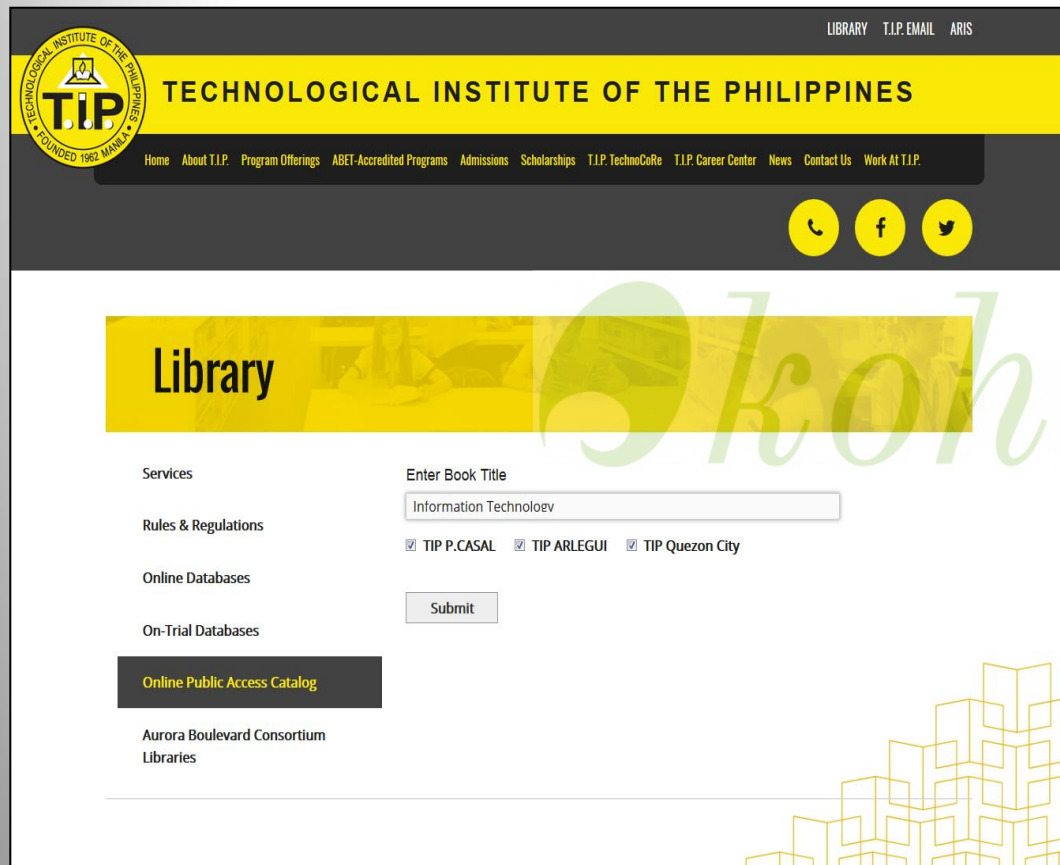 LIBRARY T.I.P. EMAIL ARIS
TECHNOLOGICAL INSTITUTE OF THE PHILIPPINES
TECHNOLOGICAL INSTITUTE OF THE PHILIPPINES
T.I.P
• FOUNDED 1962 MANILA •
Home About T.I.P. Program Offerings ABET-Accredited Programs Admissions Scholarships T.I.P. TechnoCoRe T.I.P. Career Center News Contact Us Work At T.I.P.
Library
koh
Services
Enter Book Title
Information Technology
Rules & Regulations
TIP P.CASAL TIP ARLEGUI TIP Quezon City
Online Databases
Submit
On-Trial Databases
Online Public Access Catalog
Aurora Boulevard Consortium
Libraries